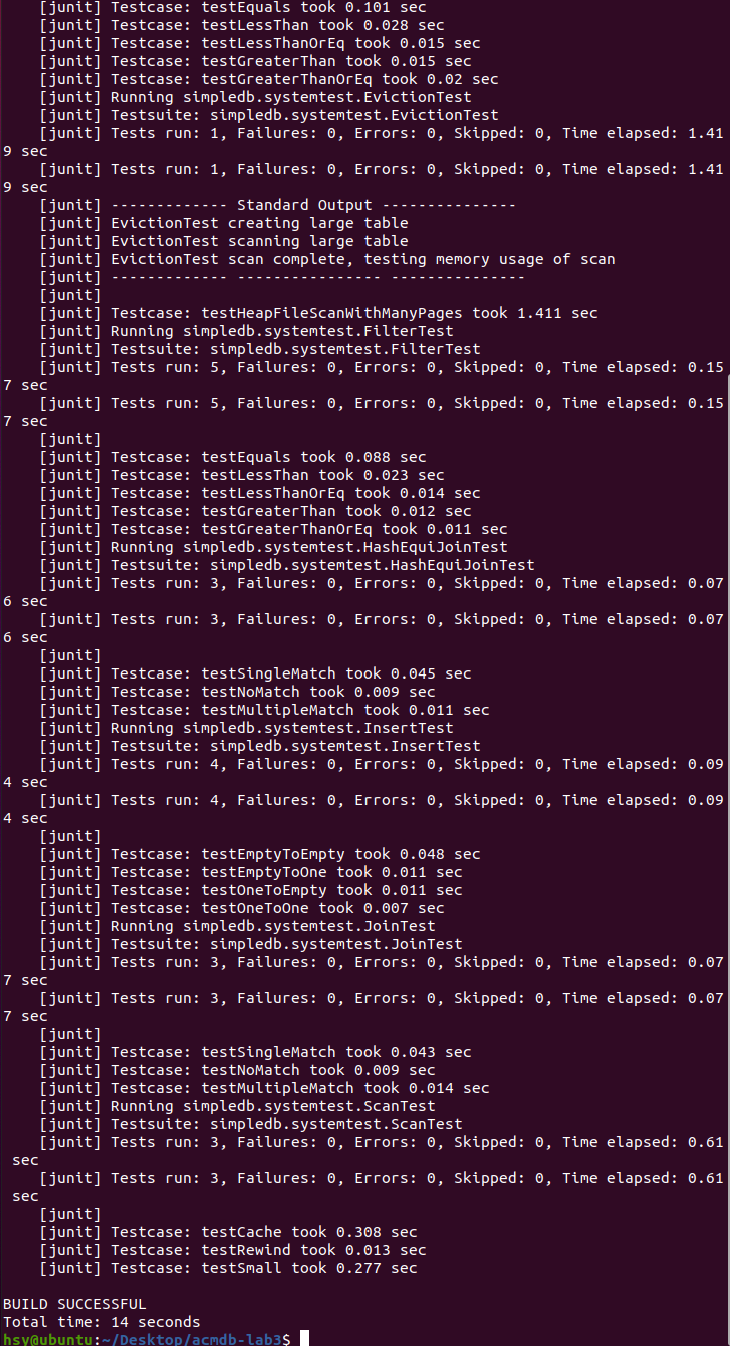 [junit] Testcase: testEquals took 0.101 sec
    [junit] Testcase: testLessThan took 0.028 sec
    [junit] Testcase: testLessThanOrEq took 0.015 sec
    [junit] Testcase: testGreaterThan took 0.015 sec
    [junit] Testcase: testGreaterThanOrEq took 0.02 sec
    [junit] Running simpledb.systemtest.EvictionTest
    [junit] Testsuite: simpledb.systemtest.EvictionTest
    [junit] Tests run: 1, Failures: 0, Errors: 0, Skipped: 0, Time elapsed: 1.41
9 sec
    [junit] Tests run: 1, Failures: 0, Errors: 0, Skipped: 0, Time elapsed: 1.41
9 sec
    [junit] ------------- Standard Output ---------------
    [junit] EvictionTest creating large table
    [junit] EvictionTest scanning large table
    [junit] EvictionTest scan complete, testing memory usage of scan
    [junit] ------------- ---------------- ---------------
    [junit]
    [junit] Testcase: testHeapFileScanWithManyPages took 1.411 sec
    [junit] Running simpledb.systemtest.FilterTest
    [junit] Testsuite: simpledb.systemtest.FilterTest
    [junit] Tests run: 5, Failures: 0, Errors: 0, Skipped: 0, Time elapsed: 0.15
7 sec
    [junit] Tests run: 5, Failures: 0, Errors: 0, Skipped: 0, Time elapsed: 0.15
7 sec
    [junit]
    [junit] Testcase: testEquals took 0.088 sec
    [junit] Testcase: testLessThan took 0.023 sec
    [junit] Testcase: testLessThanOrEq took 0.014 sec
    [junit] Testcase: testGreaterThan took 0.012 sec
    [junit] Testcase: testGreaterThanOrEq took 0.011 sec
    [junit] Running simpledb.systemtest.HashEquiJoinTest
    [junit] Testsuite: simpledb.systemtest.HashEquiJoinTest
    [junit] Tests run: 3, Failures: 0, Errors: 0, Skipped: 0, Time elapsed: 0.07
6 sec
    [junit] Tests run: 3, Failures: 0, Errors: 0, Skipped: 0, Time elapsed: 0.07
6 sec
    [junit]
    [junit] Testcase: testSingleMatch took 0.045 sec
    [junit] Testcase: testNoMatch took 0.009 sec
    [junit] Testcase: testMultipleMatch took 0.011 sec
    [junit] Running simpledb.systemtest.InsertTest
    [junit] Testsuite: simpledb.systemtest.InsertTest
    [junit] Tests run: 4, Failures: 0, Errors: 0, Skipped: 0, Time elapsed: 0.09
4 sec
    [junit] Tests run: 4, Failures: 0, Errors: 0, Skipped: 0, Time elapsed: 0.09
4 sec
    [junit]
    [junit] Testcase: testEmptyToEmpty took 0.048 sec
    [junit] Testcase: testEmptyToOne took 0.011 sec
    [junit] Testcase: testOneToEmpty took 0.011 sec
    [junit] Testcase: testOneToOne took 0.007 sec
    [junit] Running simpledb.systemtest.JoinTest
    [junit] Testsuite: simpledb.systemtest.JoinTest
    [junit] Tests run: 3, Failures: 0, Errors: 0, Skipped: 0, Time elapsed: 0.07
7 sec
    [junit] Tests run: 3, Failures: 0, Errors: 0, Skipped: 0, Time elapsed: 0.07
7 sec
    [junit]
    [junit] Testcase: testSingleMatch took 0.043 sec
    [junit] Testcase: testNoMatch took 0.009 sec
    [junit] Testcase: testMultipleMatch took 0.014 sec
    [junit] Running simpledb.systemtest.ScanTest
    [junit] Testsuite: simpledb.systemtest.ScanTest
    [junit] Tests run: 3, Failures: 0, Errors: 0, Skipped: 0, Time elapsed: 0.61
 sec
    [junit] Tests run: 3, Failures: 0, Errors: 0, Skipped: 0, Time elapsed: 0.61
 sec
    [junit]
    [junit] Testcase: testCache took 0.308 sec
    [junit] Testcase: testRewind took 0.013 sec
    [junit] Testcase: testSmall took 0.277 sec

BUILD SUCCESSFUL
Total time: 14 seconds
hsy@ubuntu:~/Desktop/acmdb-lab3$